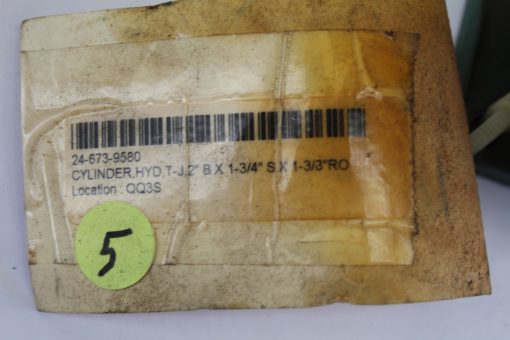 24-673-9580
CYLINDER,HYD,T-J,2" B X 1-3/4" S X 1-3/3"RO
Location : QQ3S
5